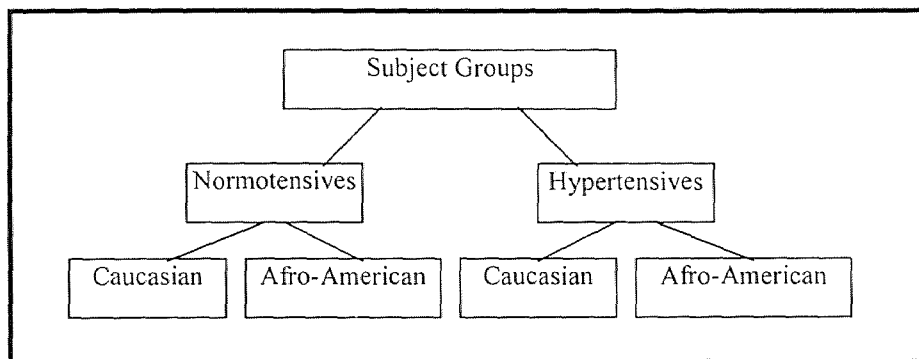 Subject Groups
Normotensives Hypertensives
Caucasian Afro-American Caucasian Afro-American